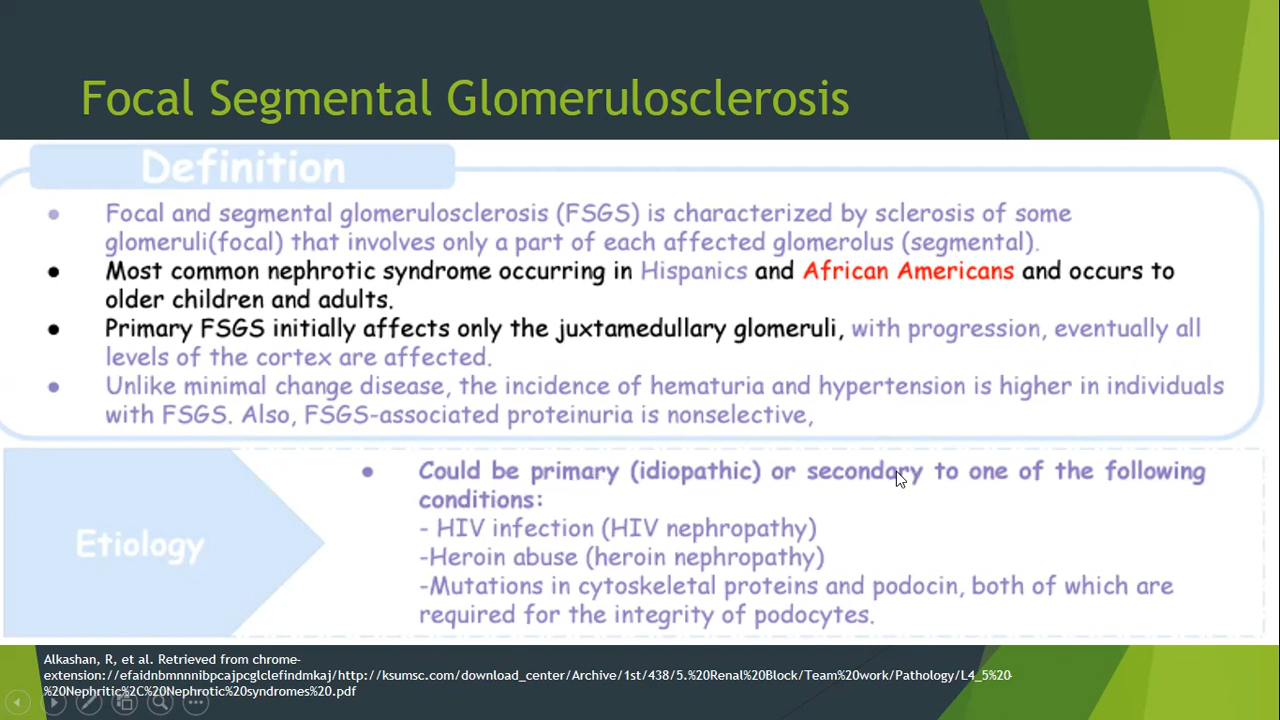 Focal Segmental Glomerulosclerosis
Definition
• Focal and segmental glomerulosclerosis (FSGS) is characterized by sclerosis of some
glomeruli(focal) that involves only a part of each affected glomerolus (segmental).
• Most common nephrotic syndrome occurring in Hispanics and African Americans and occurs to
older children and adults.
• Primary FSGS initially affects only the juxtamedullary glomeruli, with progression, eventually all
levels of the cortex are affected.
• Unlike minimal change disease, the incidence of hematuria and hypertension is higher in individuals
with FSGS. Also, FSGS-associated proteinuria is nonselective,
Etiology
• Could be primary (idiopathic) or secondary to one of the following
conditions:
- HIV infection (HIV nephropathy)
-Heroin abuse (heroin nephropathy)
-Mutations in cytoskeletal proteins and podocin, both of which are
required for the integrity of podocytes.
Alkashan, R, et al. Retrieved from chrome-
extension://efaidnbmnnnibpcajpcglclefindmkaj/http://ksumsc.com/download_center/Archive/1st/438/5.%20Renal%20Block/Team%20work/Pathology/L4_5%20-
%20Nephritic%2C%20Nephrotic%20syndromes%20.pdf